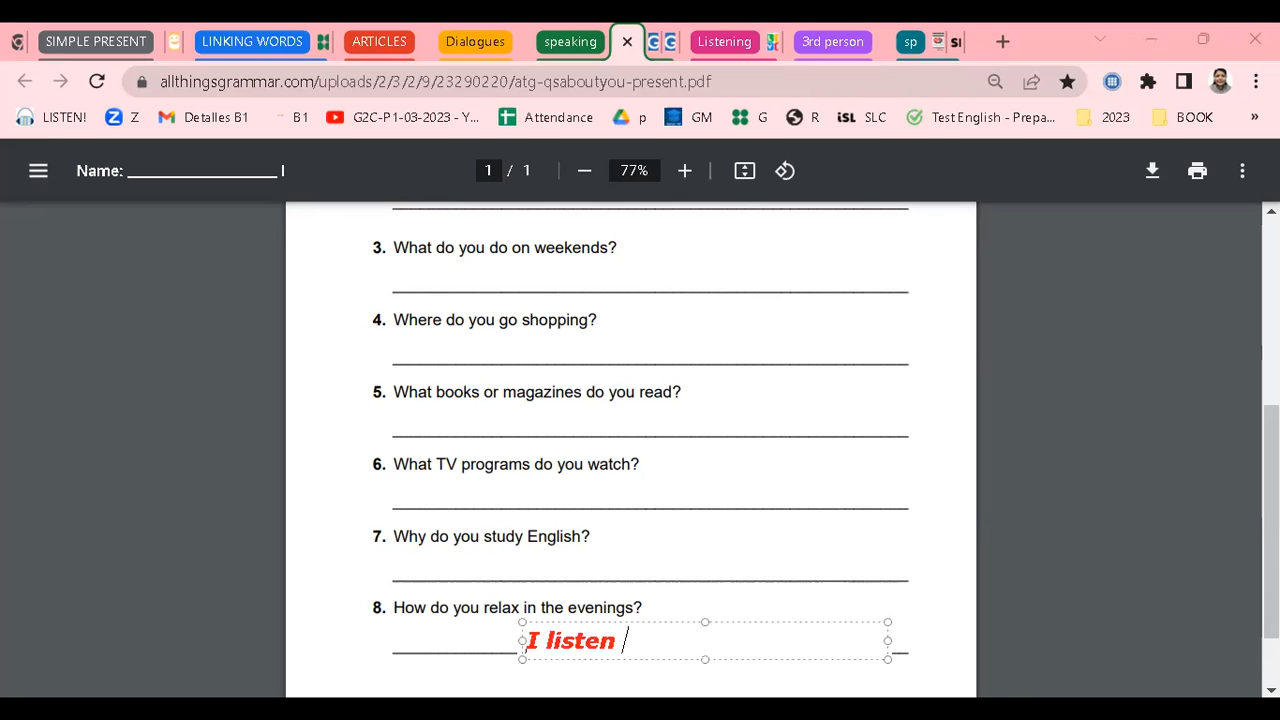 SIMPLE PRESENT LINKING WORDS ARTICLES Dialogues speaking Listening 3rd person sp
allthingsgrammar.com/uploads/2/3/2/9/23290220/atg-qsaboutyou-present.pdf
LISTEN! Z Detalles B1 B1 G2C-P1-03-2023 - Y... Attendance p GM G R iSL SLC Test English - Prepa... 2023 BOOK »
Name: ______________ I 1 / 1 77%
3. What do you do on weekends?
4. Where do you go shopping?
5. What books or magazines do you read?
6. What TV programs do you watch?
7. Why do you study English?
8. How do you relax in the evenings?
I listen